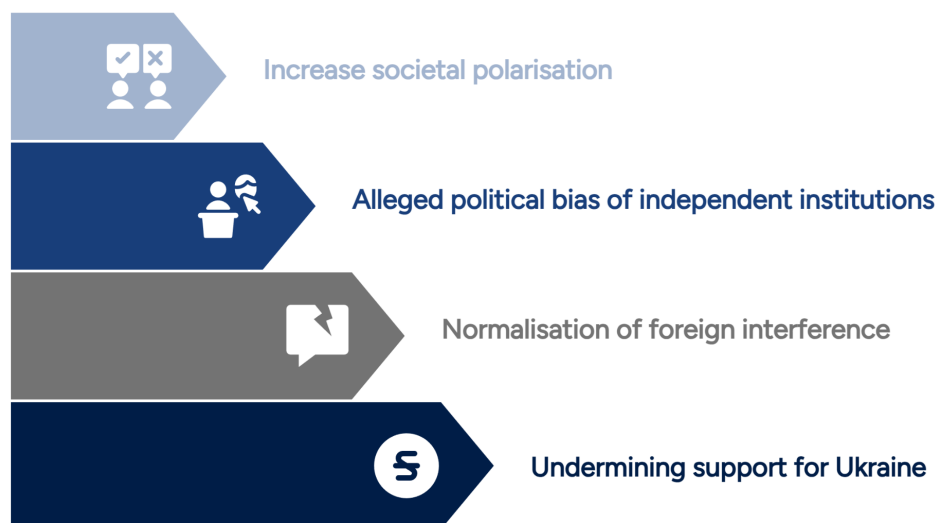 Increase societal polarisation
Alleged political bias of independent institutions
Normalisation of foreign interference
Undermining support for Ukraine